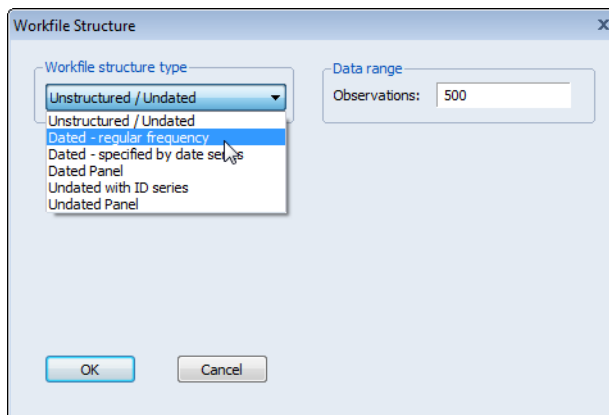 Workfile Structure
x
Workfile structure type
Data range
Unstructured / Undated
Observations: 500
Unstructured / Undated
Dated - regular frequency
Dated - specified by date series
Dated Panel
Undated with ID series
Undated Panel
OK
Cancel